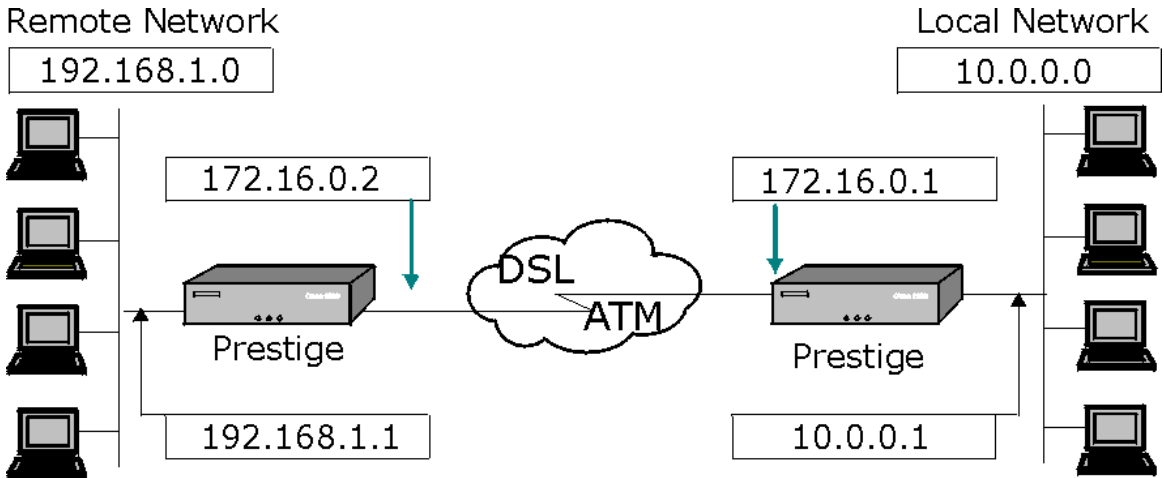 Remote Network
Local Network
192.168.1.0
10.0.0.0
172.16.0.2
172.16.0.1
DSL
ATM
Prestige
Prestige
192.168.1.1
10.0.0.1